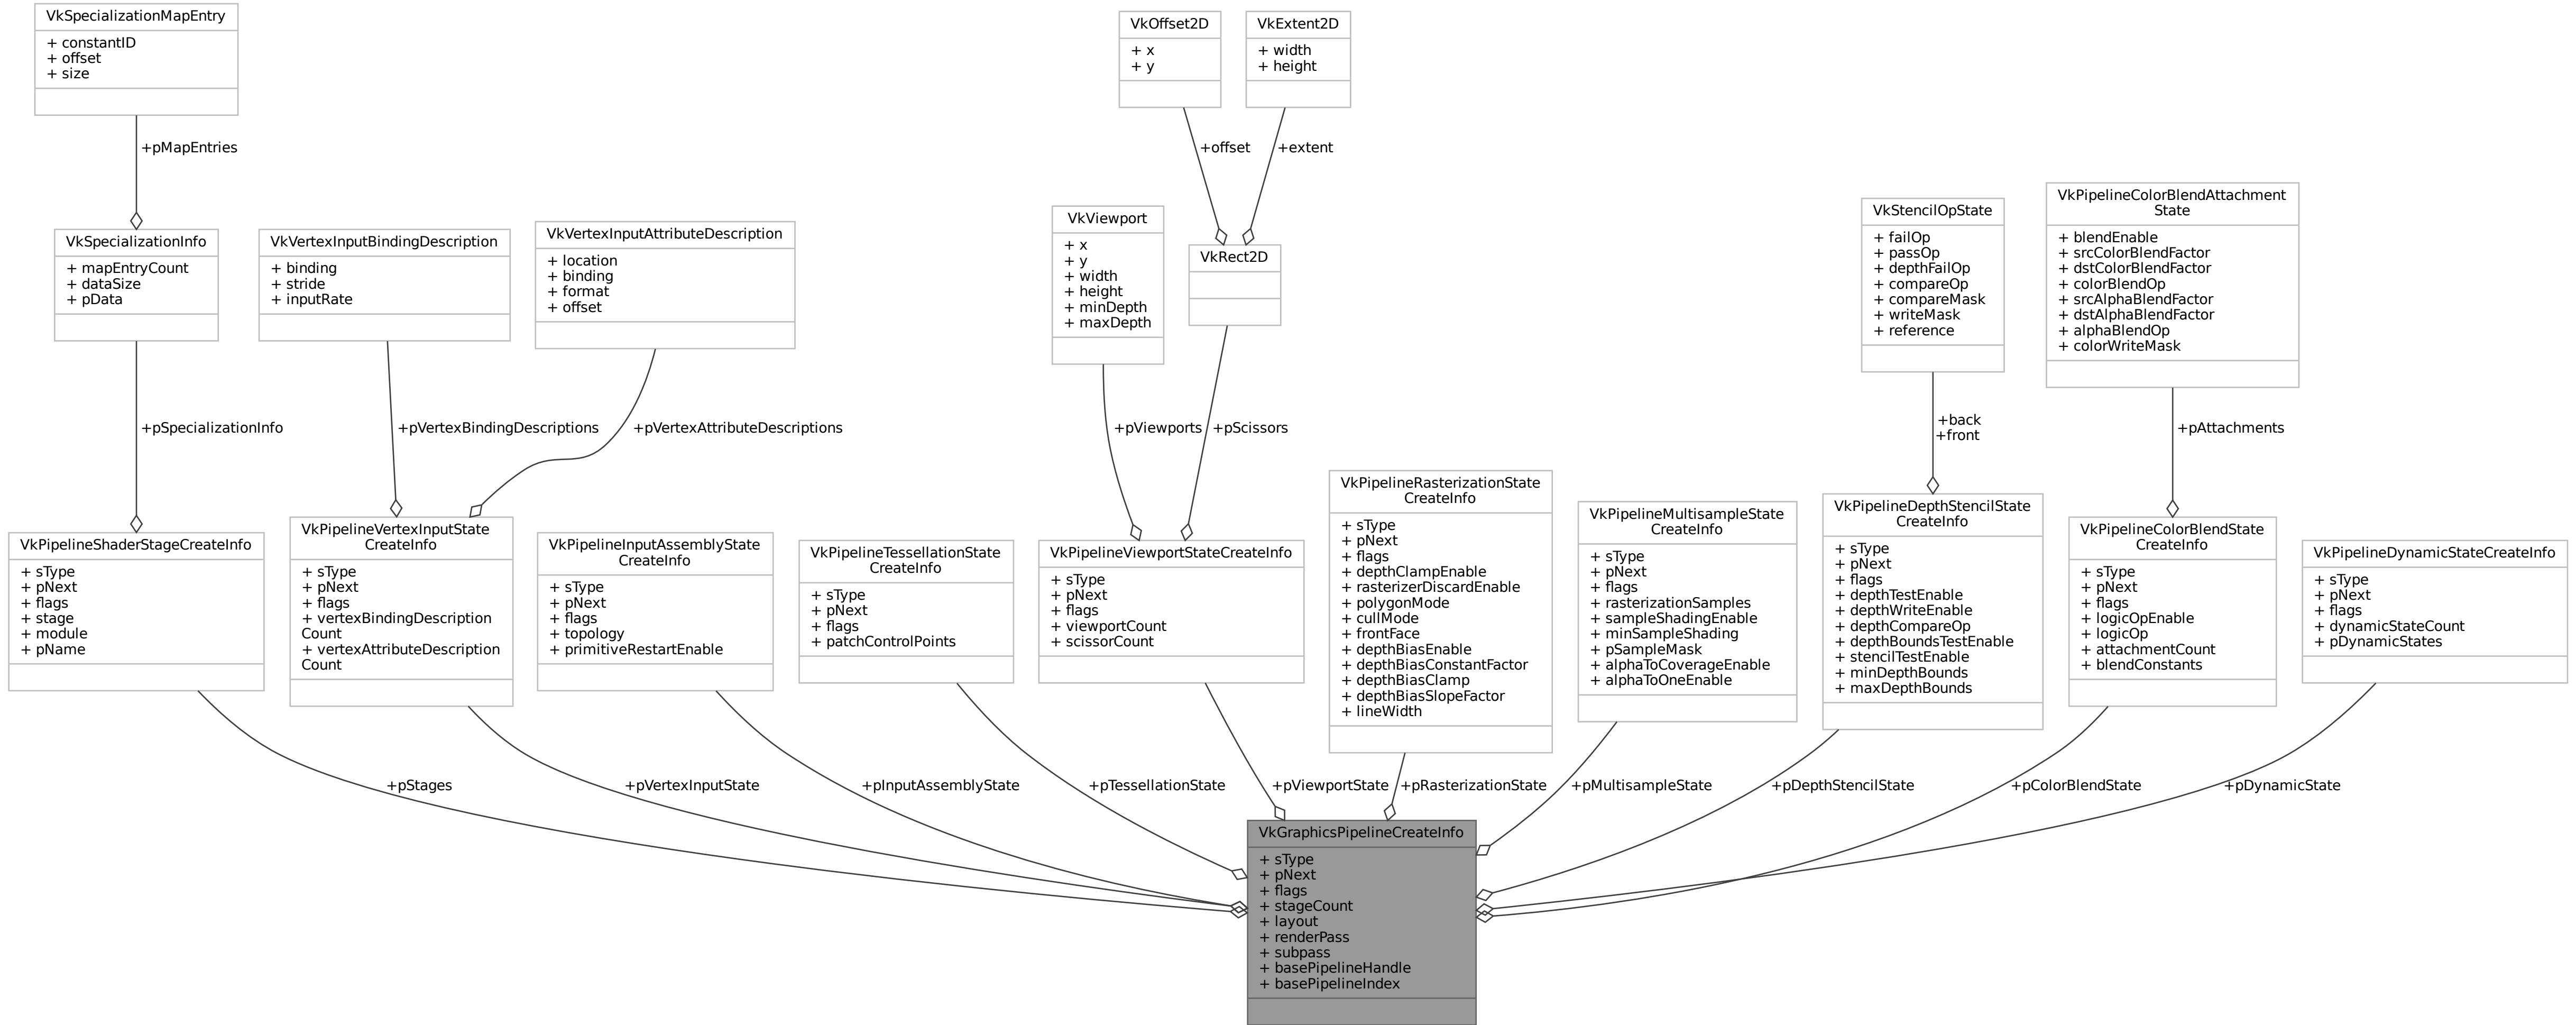 VkSpecializationMapEntry
+ constantID
+ offset
+ size
VkOffset2D
+ x
+ y
VkExtent2D
+ width
+ height
+pMapEntries
+offset
+extent
VkSpecializationInfo
+ mapEntryCount
+ dataSize
+ pData
VkVertexInputBindingDescription
+ binding
+ stride
+ inputRate
VkVertexInputAttributeDescription
+ location
+ binding
+ format
+ offset
VkViewport
+ x
+ y
+ width
+ height
+ minDepth
+ maxDepth
VkRect2D
VkStencilOpState
+ failOp
+ passOp
+ depthFailOp
+ compareOp
+ compareMask
+ writeMask
+ reference
VkPipelineColorBlendAttachment
State
+ blendEnable
+ srcColorBlendFactor
+ dstColorBlendFactor
+ colorBlendOp
+ srcAlphaBlendFactor
+ dstAlphaBlendFactor
+ alphaBlendOp
+ colorWriteMask
+pSpecializationInfo
+pVertexBindingDescriptions
+pVertexAttributeDescriptions
+pViewports
+pScissors
+back
+front
+pAttachments
VkPipelineShaderStageCreateInfo
+ sType
+ pNext
+ flags
+ stage
+ module
+ pName
VkPipelineVertexInputState
CreateInfo
+ sType
+ pNext
+ flags
+ vertexBindingDescription
Count
+ vertexAttributeDescription
Count
VkPipelineInputAssemblyState
CreateInfo
+ sType
+ pNext
+ flags
+ topology
+ primitiveRestartEnable
VkPipelineTessellationState
CreateInfo
+ sType
+ pNext
+ flags
+ patchControlPoints
VkPipelineViewportStateCreateInfo
+ sType
+ pNext
+ flags
+ viewportCount
+ scissorCount
VkPipelineRasterizationState
CreateInfo
+ sType
+ pNext
+ flags
+ depthClampEnable
+ rasterizerDiscardEnable
+ polygonMode
+ cullMode
+ frontFace
+ depthBiasEnable
+ depthBiasConstantFactor
+ depthBiasClamp
+ depthBiasSlopeFactor
+ lineWidth
VkPipelineMultisampleState
CreateInfo
+ sType
+ pNext
+ flags
+ rasterizationSamples
+ sampleShadingEnable
+ minSampleShading
+ pSampleMask
+ alphaToCoverageEnable
+ alphaToOneEnable
VkPipelineDepthStencilState
CreateInfo
+ sType
+ pNext
+ flags
+ depthTestEnable
+ depthWriteEnable
+ depthCompareOp
+ depthBoundsTestEnable
+ stencilTestEnable
+ minDepthBounds
+ maxDepthBounds
VkPipelineColorBlendState
CreateInfo
+ sType
+ pNext
+ flags
+ logicOpEnable
+ logicOp
+ attachmentCount
+ blendConstants
VkPipelineDynamicStateCreateInfo
+ sType
+ pNext
+ flags
+ dynamicStateCount
+ pDynamicStates
+pStages
+pVertexInputState
+pInputAssemblyState
+pTessellationState
+pViewportState
+pRasterizationState
+pMultisampleState
+pDepthStencilState
+pColorBlendState
+pDynamicState
VkGraphicsPipelineCreateInfo
+ sType
+ pNext
+ flags
+ stageCount
+ layout
+ renderPass
+ subpass
+ basePipelineHandle
+ basePipelineIndex